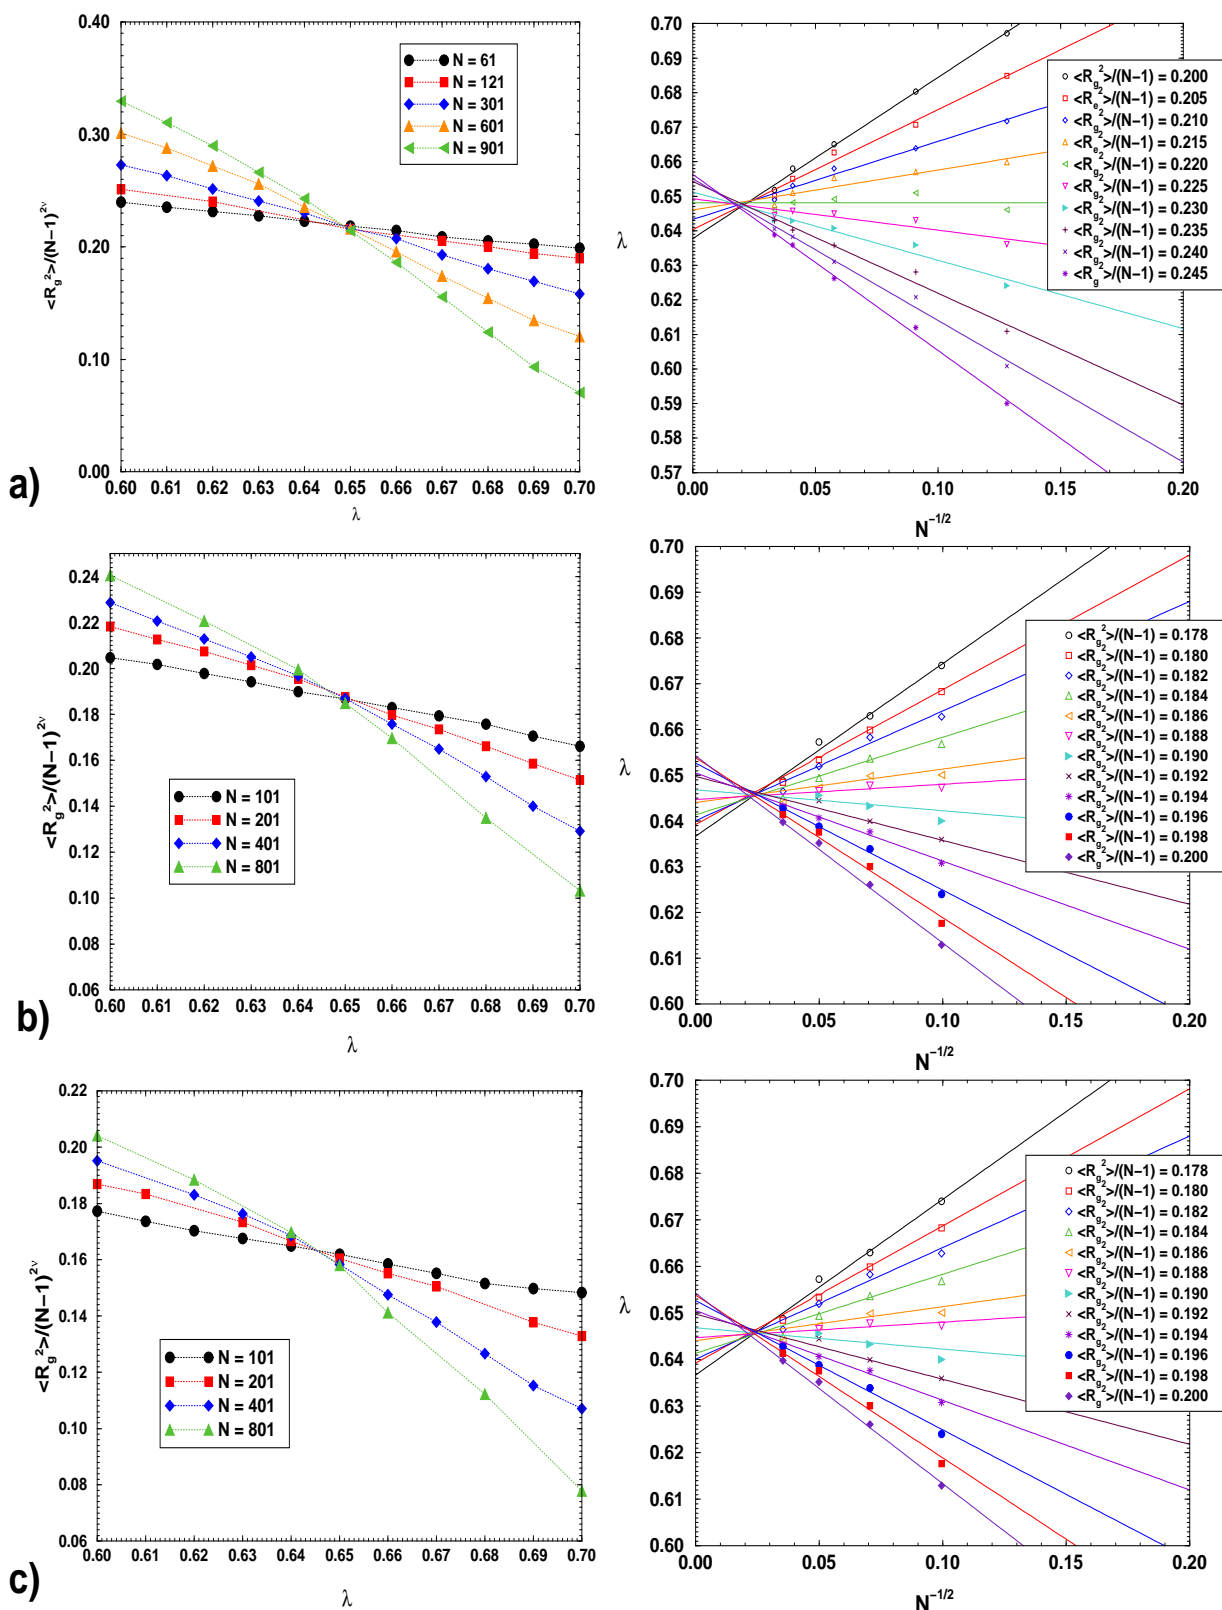 0.40
0.30
0.20
0.10
0.00
<R_g^2>/(N−1)^2ν
N = 61
N = 121
N = 301
N = 601
N = 901
0.60 0.61 0.62 0.63 0.64 0.65 0.66 0.67 0.68 0.69 0.70
λ
a)
0.70
0.69
0.68
0.67
0.66
0.65
0.64
0.63
0.62
0.61
0.60
0.59
0.58
0.57
λ
<R_g^2>/(N−1) = 0.200
<R_e^2>/(N−1) = 0.205
<R_g^2>/(N−1) = 0.210
<R_e^2>/(N−1) = 0.215
<R_g^2>/(N−1) = 0.220
<R_g^2>/(N−1) = 0.225
<R_g^2>/(N−1) = 0.230
<R_g^2>/(N−1) = 0.235
<R_g^2>/(N−1) = 0.240
<R_g^2>/(N−1) = 0.245
0.00 0.05 0.10 0.15 0.20
N^−1/2
0.24
0.22
0.20
0.18
0.16
0.14
0.12
0.10
0.08
0.06
<R_g^2>/(N−1)^2ν
N = 101
N = 201
N = 401
N = 801
0.60 0.61 0.62 0.63 0.64 0.65 0.66 0.67 0.68 0.69 0.70
λ
b)
0.70
0.69
0.68
0.67
0.66
0.65
0.64
0.63
0.62
0.61
0.60
λ
<R_g^2>/(N−1) = 0.178
<R_g^2>/(N−1) = 0.180
<R_g^2>/(N−1) = 0.182
<R_g^2>/(N−1) = 0.184
<R_g^2>/(N−1) = 0.186
<R_g^2>/(N−1) = 0.188
<R_g^2>/(N−1) = 0.190
<R_g^2>/(N−1) = 0.192
<R_g^2>/(N−1) = 0.194
<R_g^2>/(N−1) = 0.196
<R_g^2>/(N−1) = 0.198
<R_g^2>/(N−1) = 0.200
0.00 0.05 0.10 0.15 0.20
N^−1/2
0.22
0.20
0.18
0.16
0.14
0.12
0.10
0.08
0.06
<R_g^2>/(N−1)^2ν
N = 101
N = 201
N = 401
N = 801
0.60 0.61 0.62 0.63 0.64 0.65 0.66 0.67 0.68 0.69 0.70
λ
c)
0.70
0.69
0.68
0.67
0.66
0.65
0.64
0.63
0.62
0.61
0.60
λ
<R_g^2>/(N−1) = 0.178
<R_g^2>/(N−1) = 0.180
<R_g^2>/(N−1) = 0.182
<R_g^2>/(N−1) = 0.184
<R_g^2>/(N−1) = 0.186
<R_g^2>/(N−1) = 0.188
<R_g^2>/(N−1) = 0.190
<R_g^2>/(N−1) = 0.192
<R_g^2>/(N−1) = 0.194
<R_g^2>/(N−1) = 0.196
<R_g^2>/(N−1) = 0.198
<R_g^2>/(N−1) = 0.200
0.00 0.05 0.10 0.15 0.20
N^−1/2